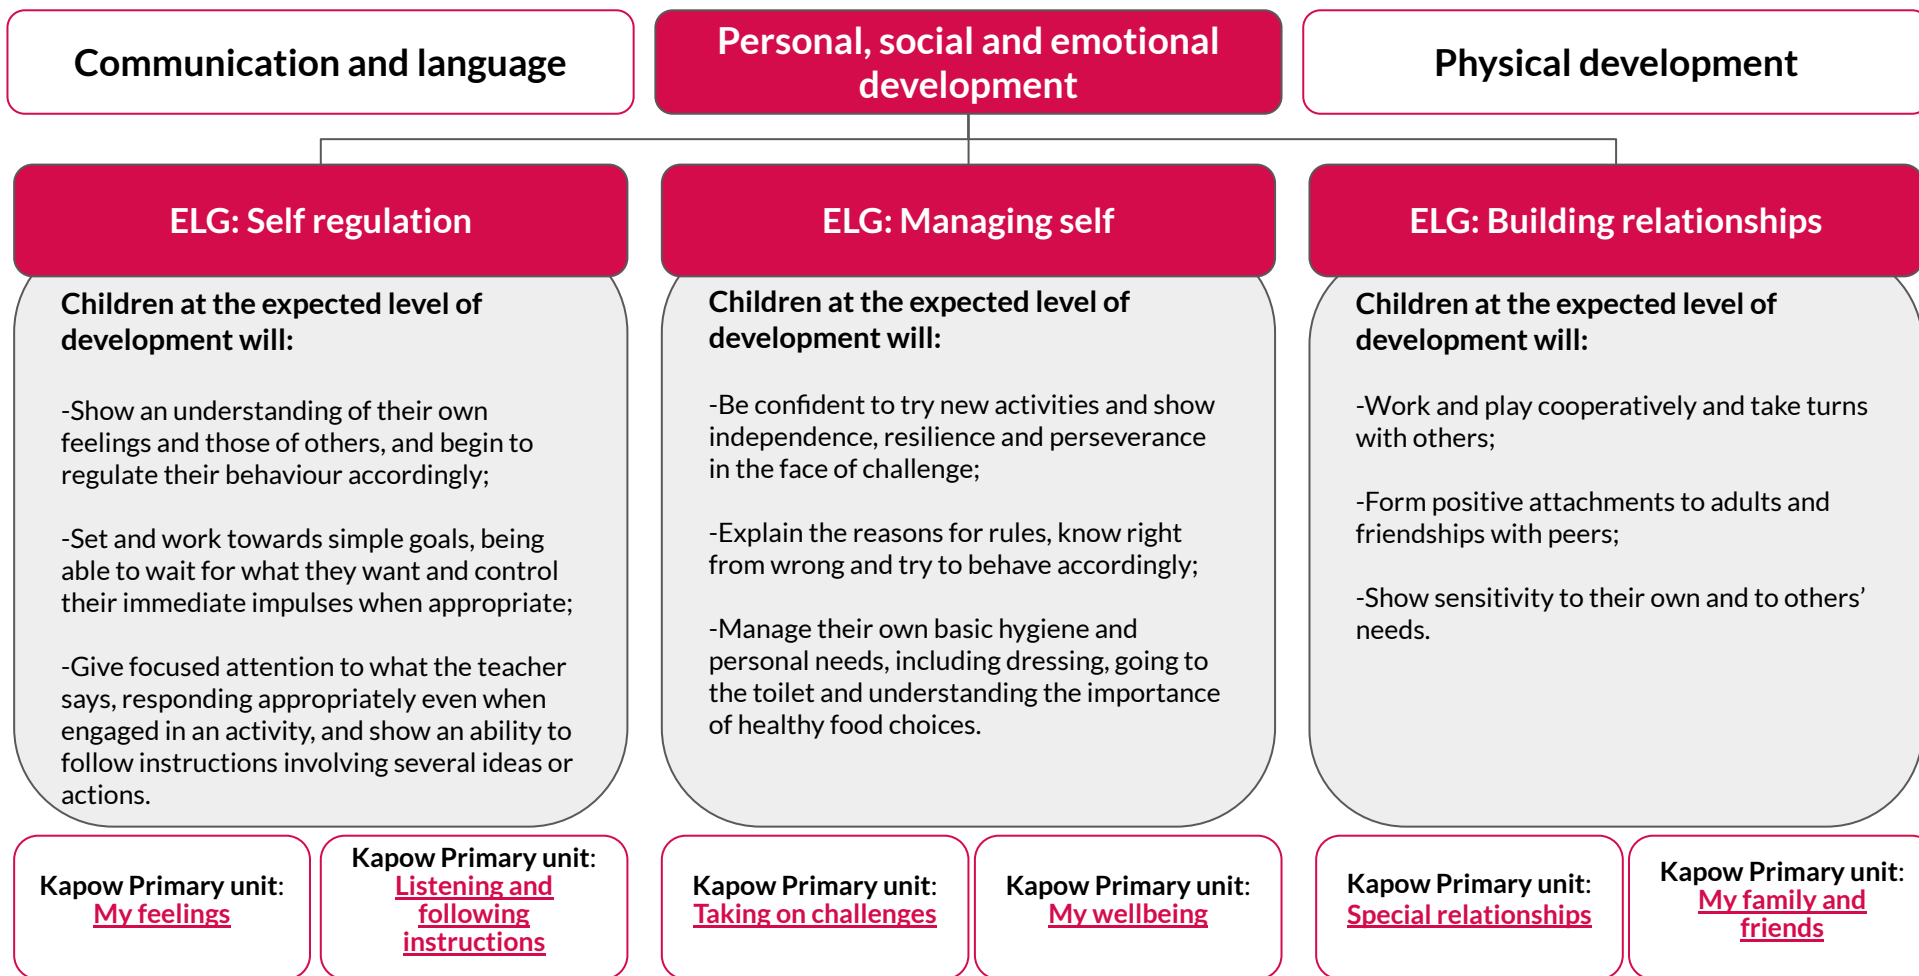 Communication and language
Personal, social and emotional
development
Physical development
ELG: Self regulation
Children at the expected level of
development will:
-Show an understanding of their own
feelings and those of others, and begin to
regulate their behaviour accordingly;
-Set and work towards simple goals, being
able to wait for what they want and control
their immediate impulses when appropriate;
-Give focused attention to what the teacher
says, responding appropriately even when
engaged in an activity, and show an ability to
follow instructions involving several ideas or
actions.
Kapow Primary unit:
My feelings
Kapow Primary unit:
Listening and
following
instructions
ELG: Managing self
Children at the expected level of
development will:
-Be confident to try new activities and show
independence, resilience and perseverance
in the face of challenge;
-Explain the reasons for rules, know right
from wrong and try to behave accordingly;
-Manage their own basic hygiene and
personal needs, including dressing, going to
the toilet and understanding the importance
of healthy food choices.
Kapow Primary unit:
Taking on challenges
Kapow Primary unit:
My wellbeing
ELG: Building relationships
Children at the expected level of
development will:
-Work and play cooperatively and take turns
with others;
-Form positive attachments to adults and
friendships with peers;
-Show sensitivity to their own and to others’
needs.
Kapow Primary unit:
Special relationships
Kapow Primary unit:
My family and
friends